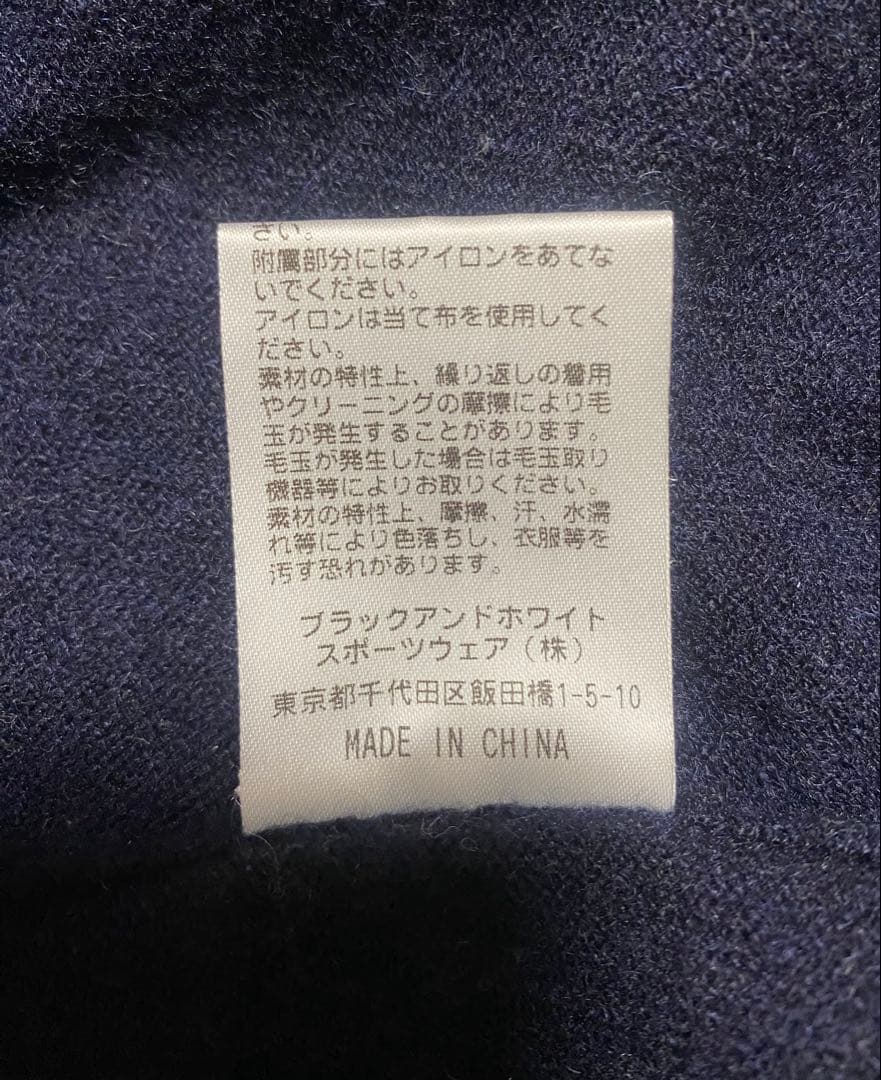 さい。
附属部分にはアイロンをあてな
いでください。
アイロンは当て布を使用してく
ださい。
素材の特性上、繰り返しの着用
やクリーニングの摩擦により毛
玉が発生することがあります。
毛玉が発生した場合は毛玉取り
機器等によりお取りください。
素材の特性上、摩擦、汗、水濡
れ等により色落ちし、衣服等を
汚す恐れがあります。
ブラックアンドホワイト
スポーツウェア(株)
東京都千代田区飯田橋1-5-10
MADE IN CHINA